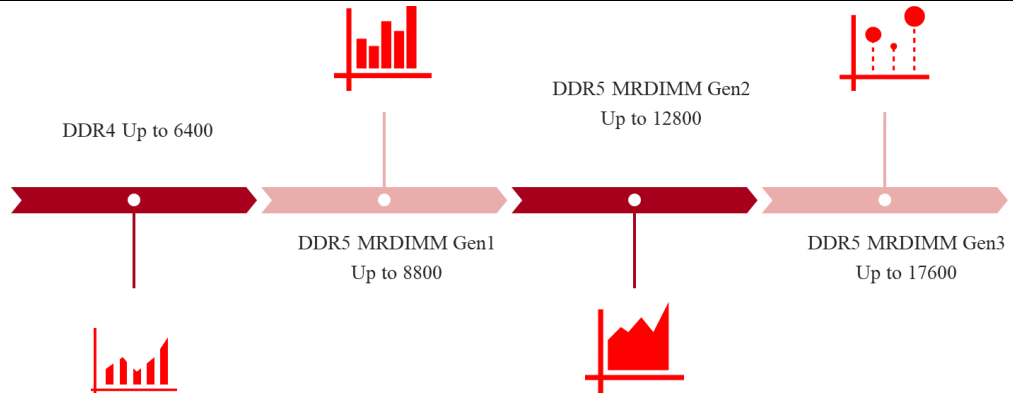 DDR4 Up to 6400
DDR5 MRDIMM Gen1
Up to 8800
DDR5 MRDIMM Gen2
Up to 12800
DDR5 MRDIMM Gen3
Up to 17600